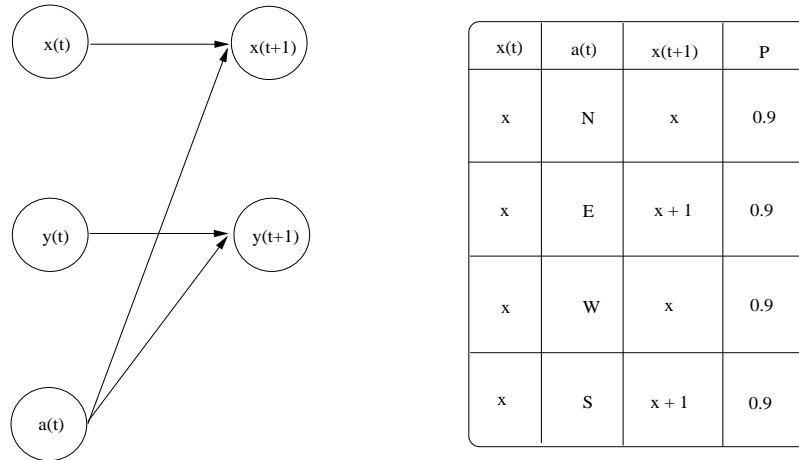 x(t)
x(t+1)
y(t)
y(t+1)
a(t)
x(t) a(t) x(t+1) P
x N x 0.9
x E x + 1 0.9
x W x 0.9
x S x + 1 0.9